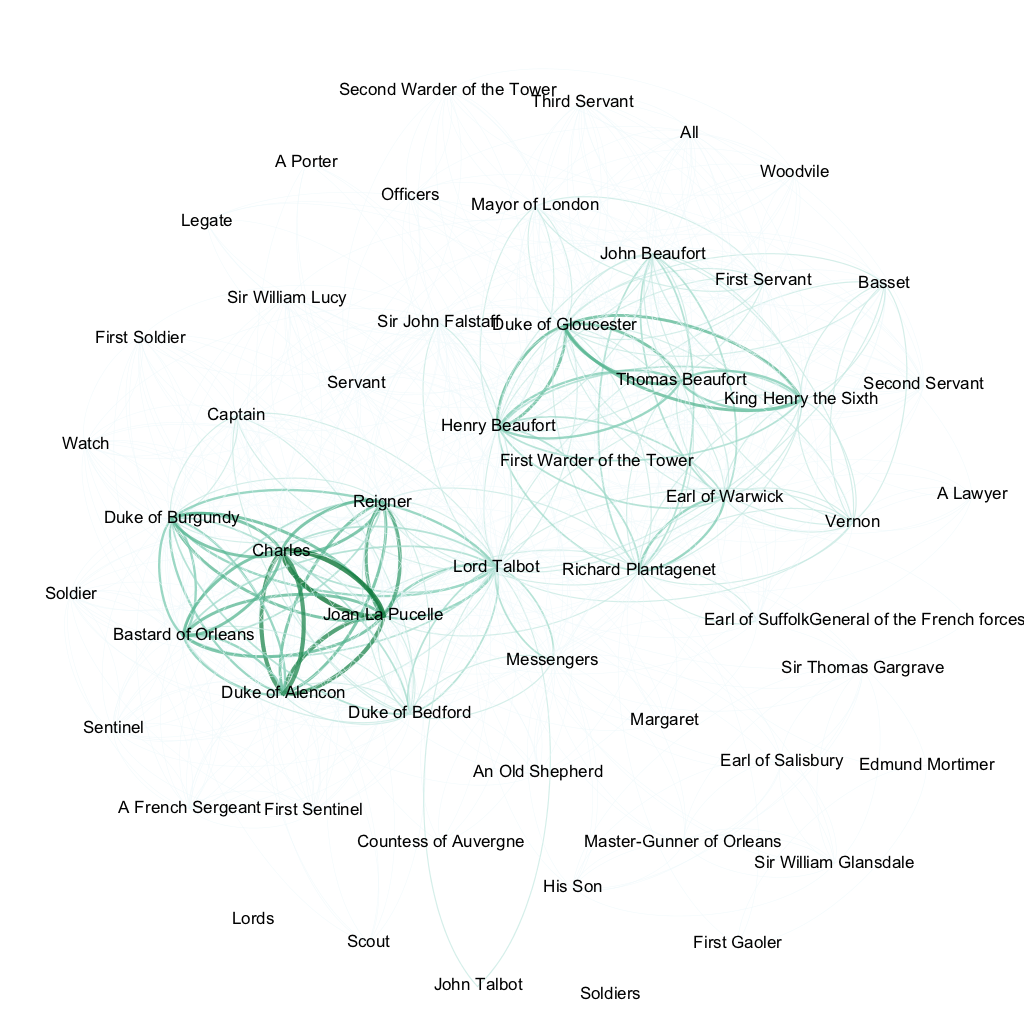 Second Warder of the Tower
Third Servant
All
A Porter
Woodvile
Officers
Mayor of London
Legate
John Beaufort
First Servant
Basset
Sir William Lucy
Sir John Falstaff
Duke of Gloucester
First Soldier
Servant
Thomas Beaufort
Second Servant
King Henry the Sixth
Captain
Henry Beaufort
Watch
First Warder of the Tower
A Lawyer
Earl of Warwick
Reigner
Duke of Burgundy
Vernon
Charles
Lord Talbot
Richard Plantagenet
Soldier
Joan La Pucelle
Earl of Suffolk
General of the French forces
Bastard of Orleans
Messengers
Sir Thomas Gargrave
Duke of Alencon
Duke of Bedford
Margaret
Sentinel
Earl of Salisbury
Edmund Mortimer
An Old Shepherd
A French Sergeant
First Sentinel
Countess of Auvergne
Master-Gunner of Orleans
Sir William Glansdale
His Son
Lords
Scout
First Gaoler
John Talbot
Soldiers